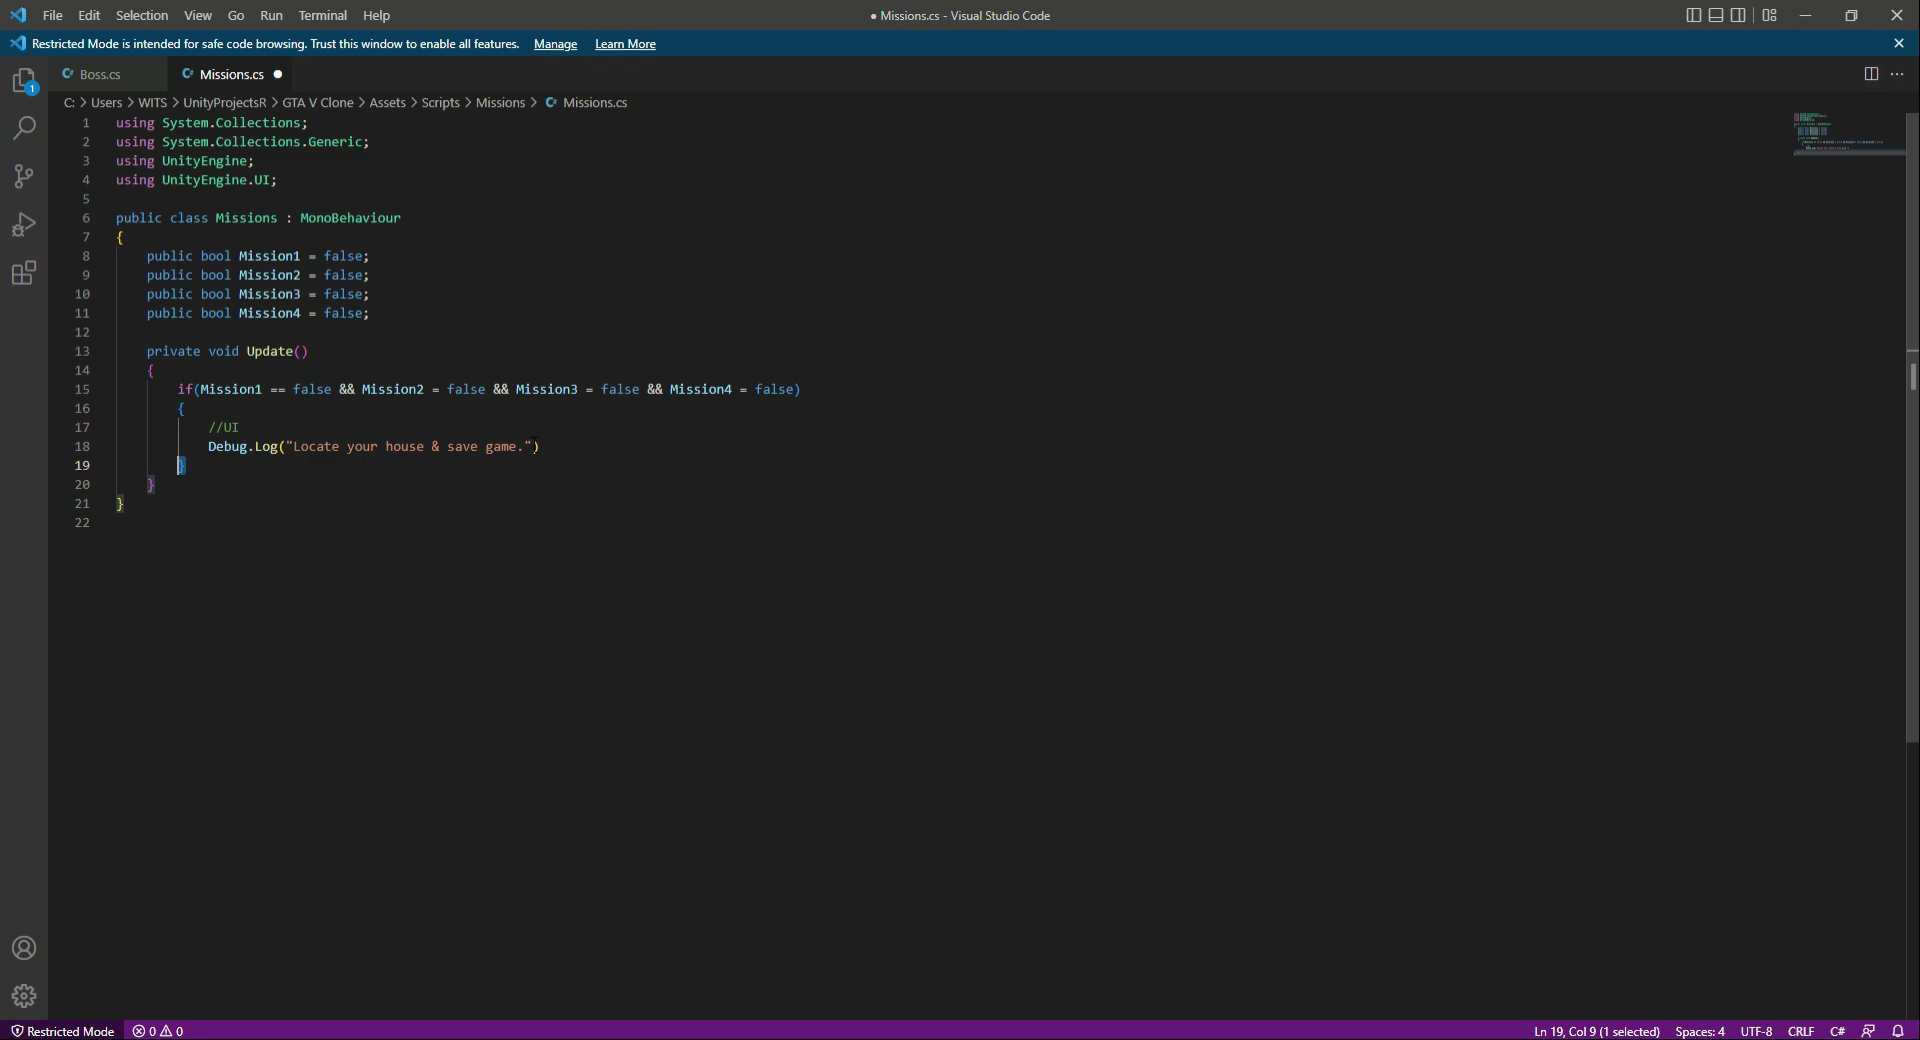 File Edit Selection View Go Run Terminal Help
● Missions.cs - Visual Studio Code
Restricted Mode is intended for safe code browsing. Trust this window to enable all features. Manage Learn More
1
Boss.cs
Missions.cs ●
C: > Users > WITS > UnityProjectsR > GTA V Clone > Assets > Scripts > Missions > Missions.cs
1 using System.Collections;
2 using System.Collections.Generic;
3 using UnityEngine;
4 using UnityEngine.UI;
5
6 public class Missions : MonoBehaviour
7 {
8 public bool Mission1 = false;
9 public bool Mission2 = false;
10 public bool Mission3 = false;
11 public bool Mission4 = false;
12
13 private void Update()
14 {
15 if(Mission1 == false && Mission2 = false && Mission3 = false && Mission4 = false)
16 {
17 //UI
18 Debug.Log("Locate your house & save game.")
19 }
20 }
21 }
22
Restricted Mode 0 0
Ln 19, Col 9 (1 selected) Spaces: 4 UTF-8 CRLF C#